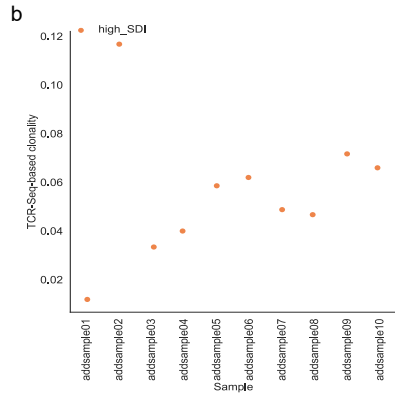 b
high_SDI
0.12
0.10
0.08
0.06
0.04
0.02
TCR-Seq-based clonality
addsample01
addsample02
addsample03
addsample04
addsample05
addsample06
addsample07
addsample08
addsample09
addsample10
Sample